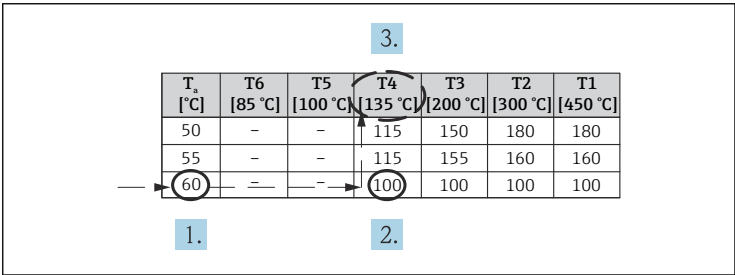 3.
Tₐ T6 T5 T4 T3 T2 T1
[°C] [85 °C] [100 °C] [135 °C] [200 °C] [300 °C] [450 °C]
50 – – 115 150 180 180
55 – – 115 155 160 160
60 – – 100 100 100 100
1. 2.